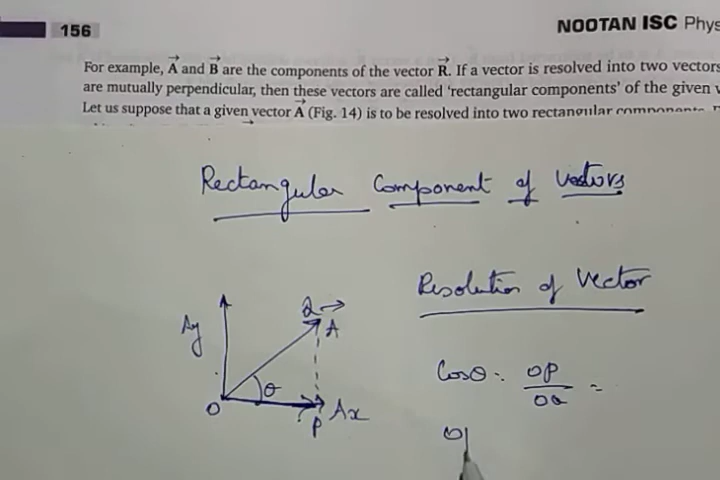 156
NOOTAN ISC Phys
For example, A⃗ and B⃗ are the components of the vector R⃗. If a vector is resolved into two vectors
are mutually perpendicular, then these vectors are called 'rectangular components' of the given v
Let us suppose that a given vector A⃗ (Fig. 14) is to be resolved into two rectangular components.
Rectangular Component of Vectors
Resolution of Vector
Ay
A
θ
O
P
Ax
Cosθ = OP/OQ =